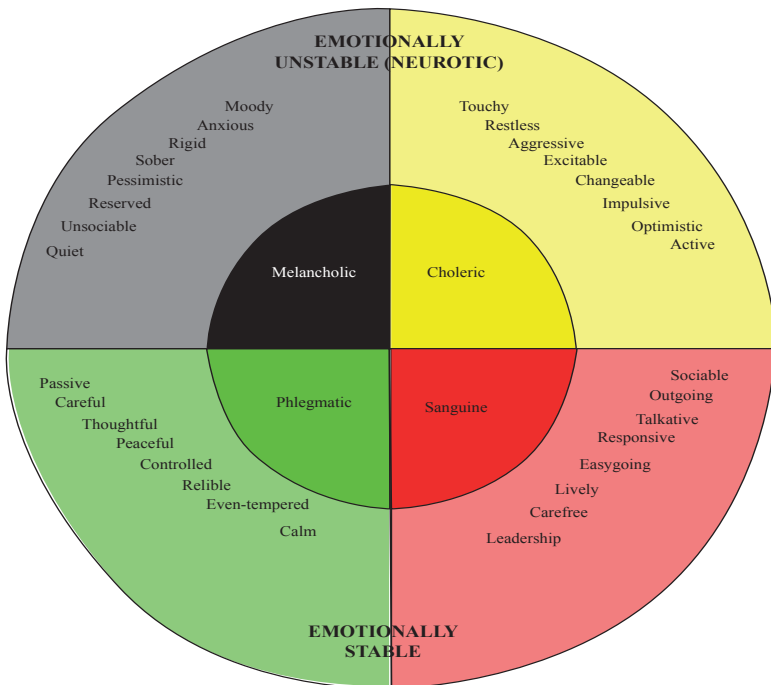 EMOTIONALLY
UNSTABLE (NEUROTIC)
Moody
Anxious
Rigid
Sober
Pessimistic
Reserved
Unsociable
Quiet
Touchy
Restless
Aggressive
Excitable
Changeable
Impulsive
Optimistic
Active
Melancholic
Choleric
Phlegmatic
Sanguine
Passive
Careful
Thoughtful
Peaceful
Controlled
Relible
Even-tempered
Calm
Sociable
Outgoing
Talkative
Responsive
Easygoing
Lively
Carefree
Leadership
EMOTIONALLY
STABLE